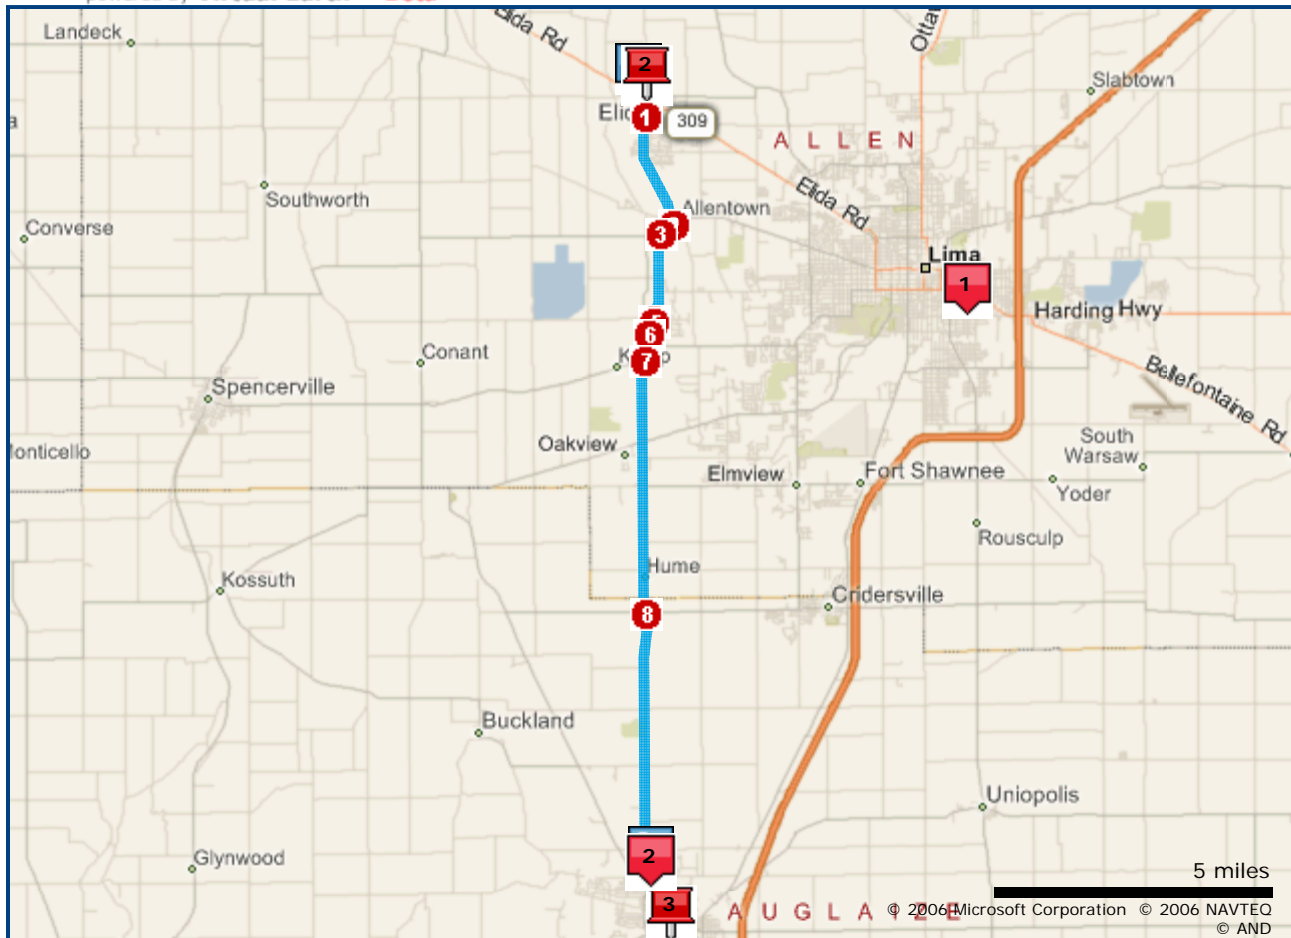 Landeck
Elida Rd
2
Slabtown
1
309
ALLEN
Southworth
Elida Rd
Allentown
Converse
3
Lima
1
Harding Hwy
6
Conant
7
Bellefontaine Rd
Spencerville
Oakview
South
Warsaw
Elmview
Fort Shawnee
Yoder
Rousculp
Hume
Kossuth
Cridersville
8
Buckland
Uniopolis
2
Glynwood
5 miles
3
AUGLAIZE
© 2006 Microsoft Corporation © 2006 NAVTEQ
© AND